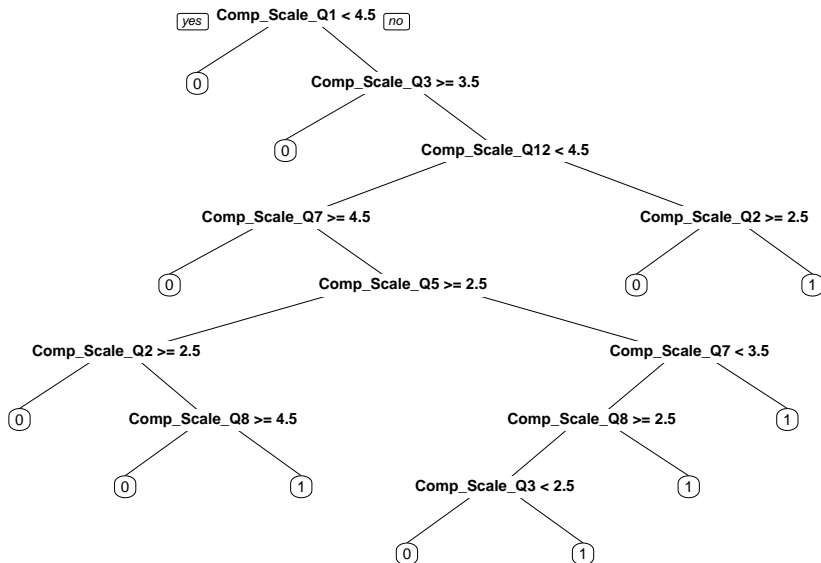 yes Comp_Scale_Q1 < 4.5 no
0 Comp_Scale_Q3 >= 3.5
0 Comp_Scale_Q12 < 4.5
Comp_Scale_Q7 >= 4.5 Comp_Scale_Q2 >= 2.5
0 Comp_Scale_Q5 >= 2.5 0 1
Comp_Scale_Q2 >= 2.5 Comp_Scale_Q7 < 3.5
0 Comp_Scale_Q8 >= 4.5 Comp_Scale_Q8 >= 2.5 1
0 1 Comp_Scale_Q3 < 2.5 1
0 1